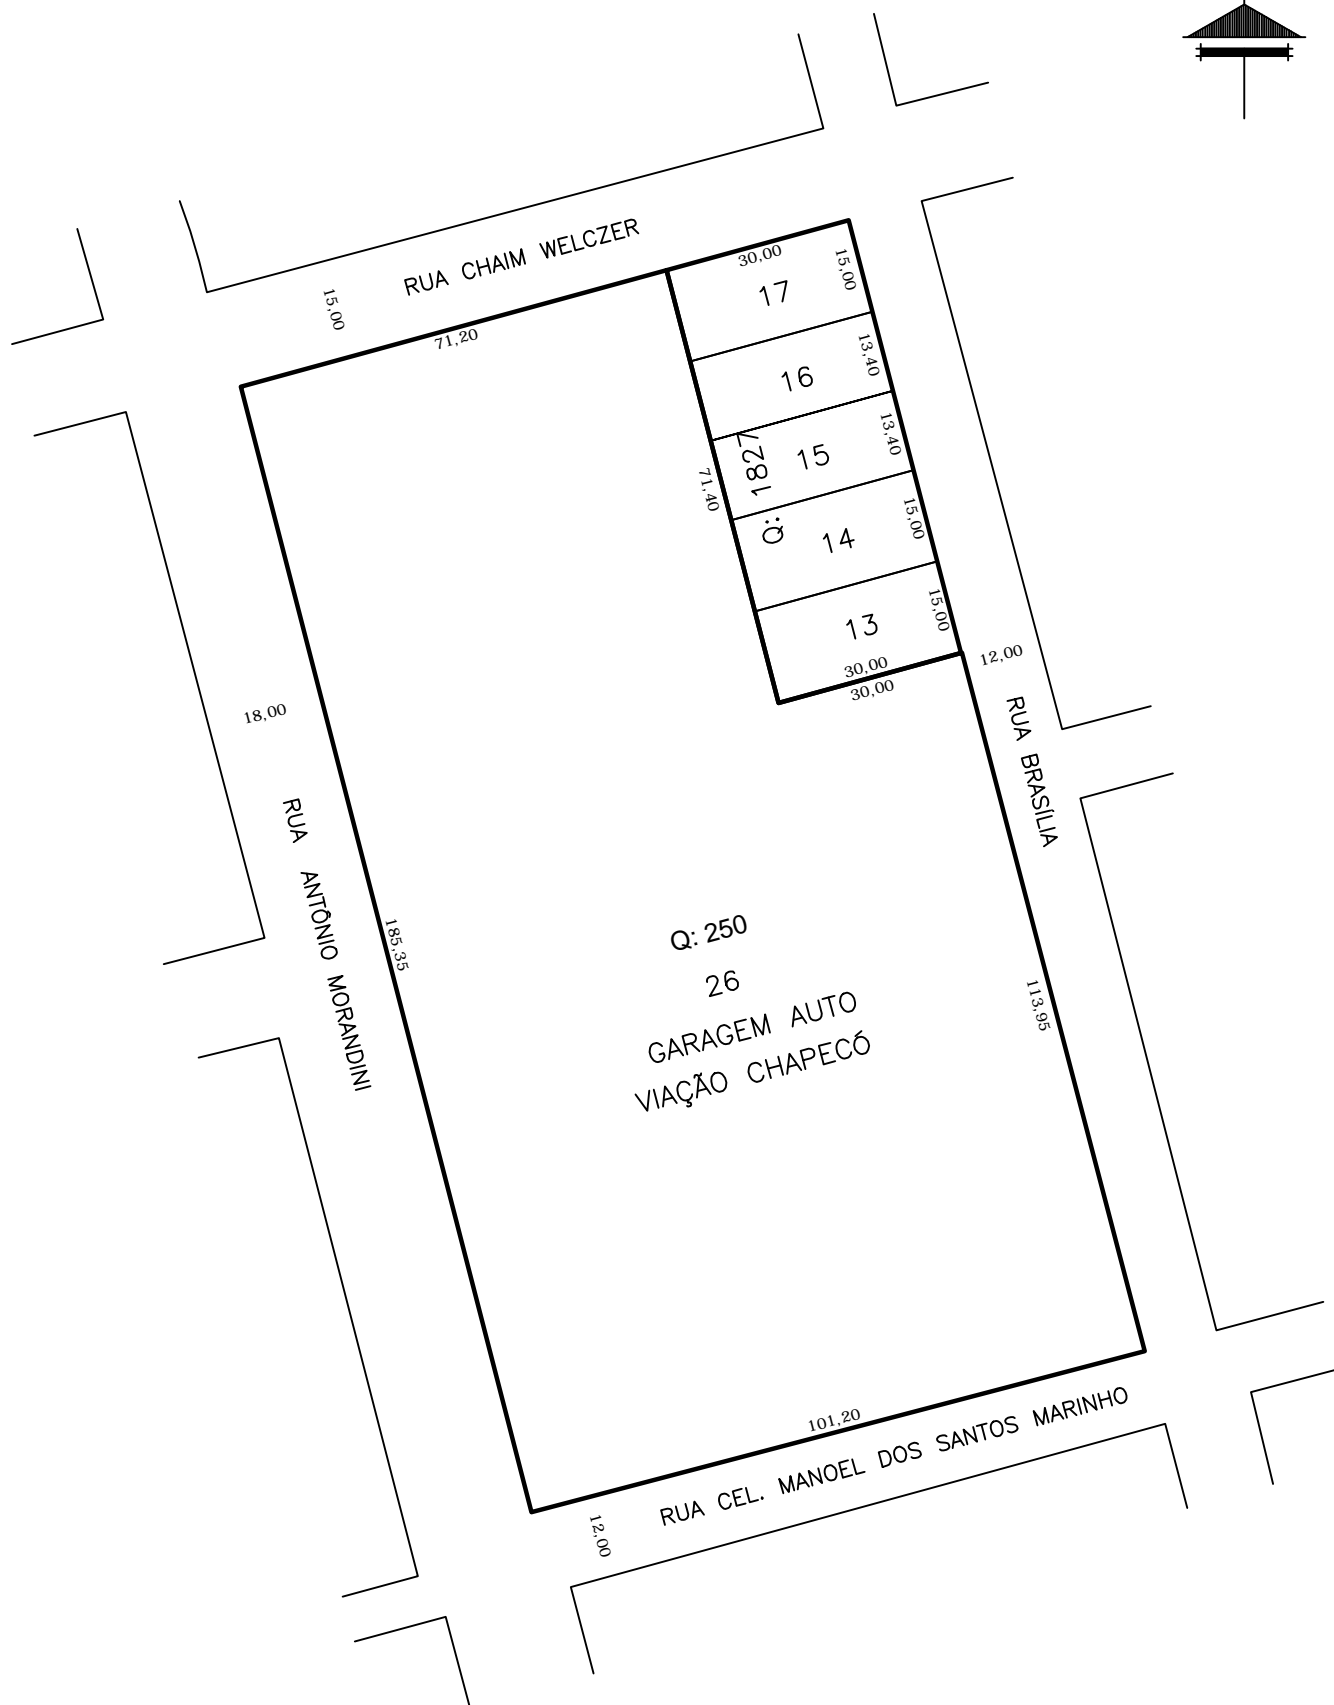 RUA CHAIM WELCZER
15,00
71,20
30,00
15,00
17
13,40
16
13,40
15
Q: 1827
71,40
15,00
14
15,00
13
30,00
30,00
12,00
18,00
RUA BRASÍLIA
RUA ANTÔNIO MORANDINI
185,35
Q: 250
26
GARAGEM AUTO
VIAÇÃO CHAPECÓ
113,95
101,20
RUA CEL. MANOEL DOS SANTOS MARINHO
12,00